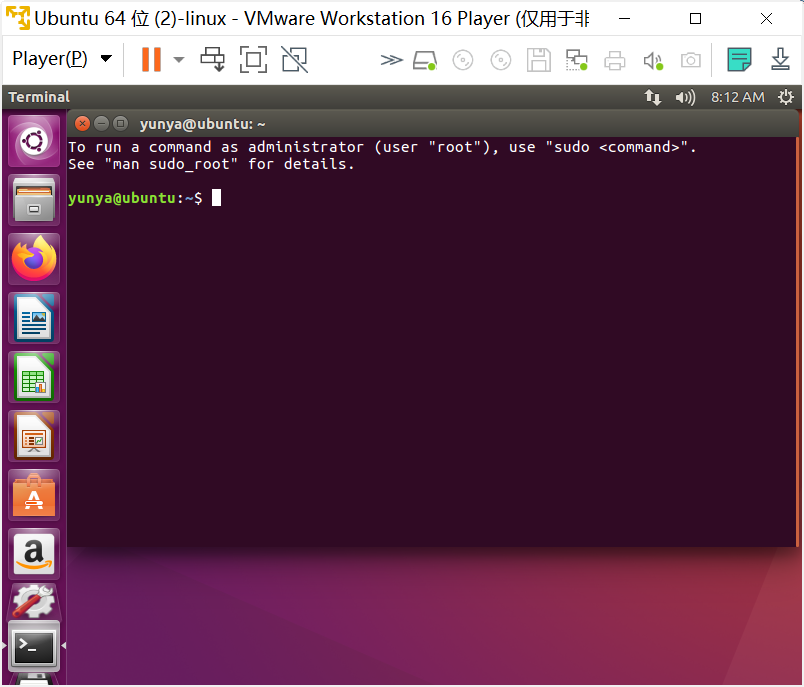 Ubuntu 64 位 (2)-linux - VMware Workstation 16 Player (仅用于非
Player(P)
Terminal
8:12 AM
yunya@ubuntu: ~
To run a command as administrator (user "root"), use "sudo <command>".
See "man sudo_root" for details.
yunya@ubuntu:~$